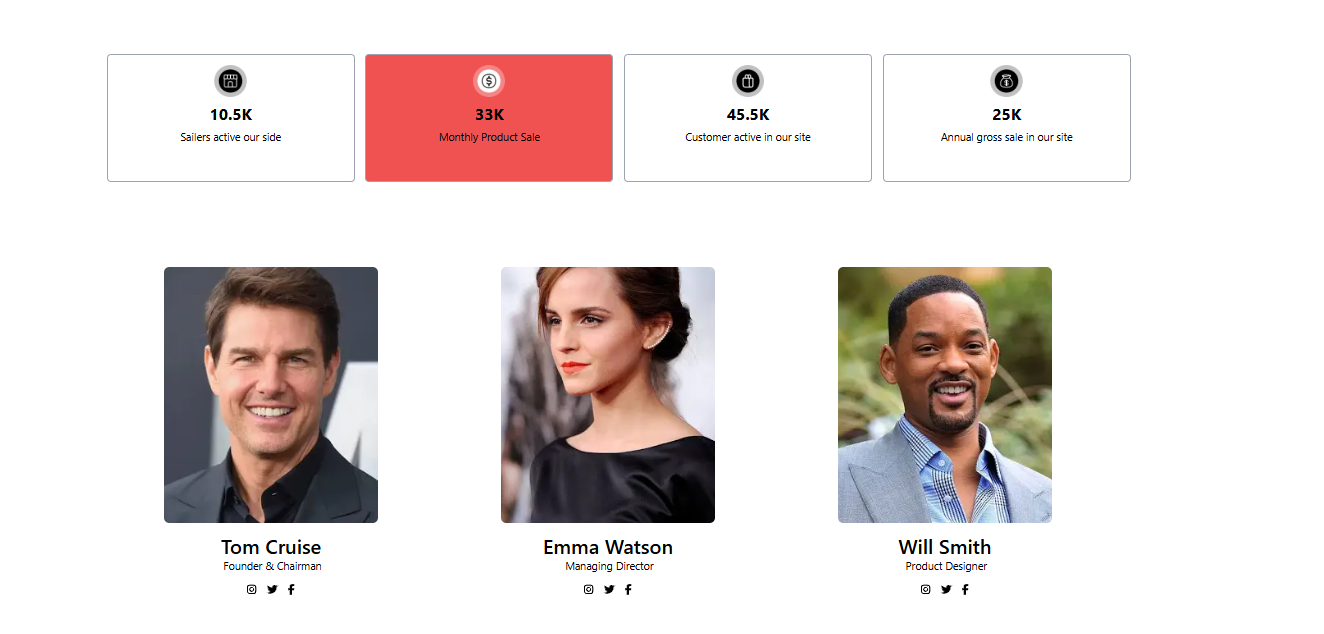 10.5K
Sailers active our side
33K
Monthly Product Sale
45.5K
Customer active in our site
25K
Annual gross sale in our site
Tom Cruise
Founder & Chairman
Emma Watson
Managing Director
Will Smith
Product Designer